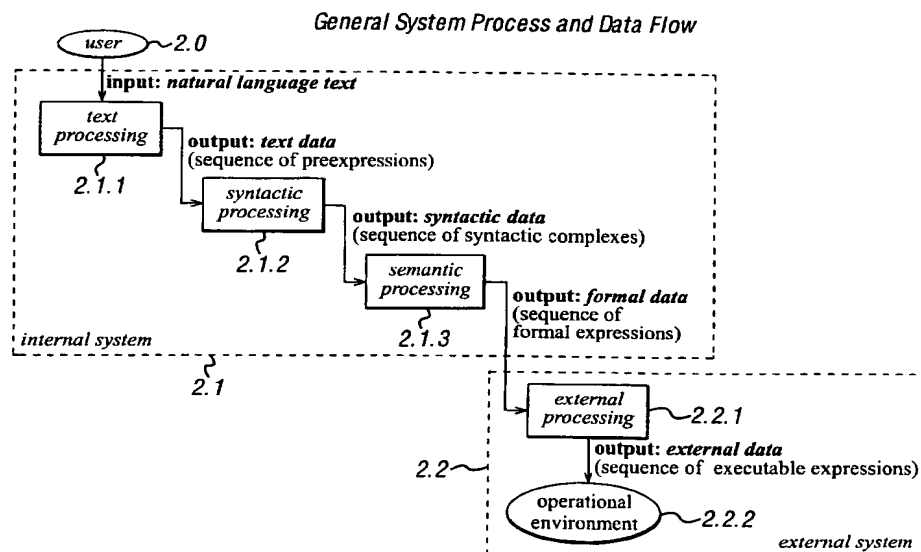 General System Process and Data Flow
user
2.0
input: natural language text
text
processing
2.1.1
output: text data
(sequence of preexpressions)
syntactic
processing
2.1.2
output: syntactic data
(sequence of syntactic complexes)
semantic
processing
2.1.3
output: formal data
(sequence of
formal expressions)
internal system
2.1
external
processing
2.2.1
output: external data
(sequence of executable expressions)
2.2
operational
environment
2.2.2
external system